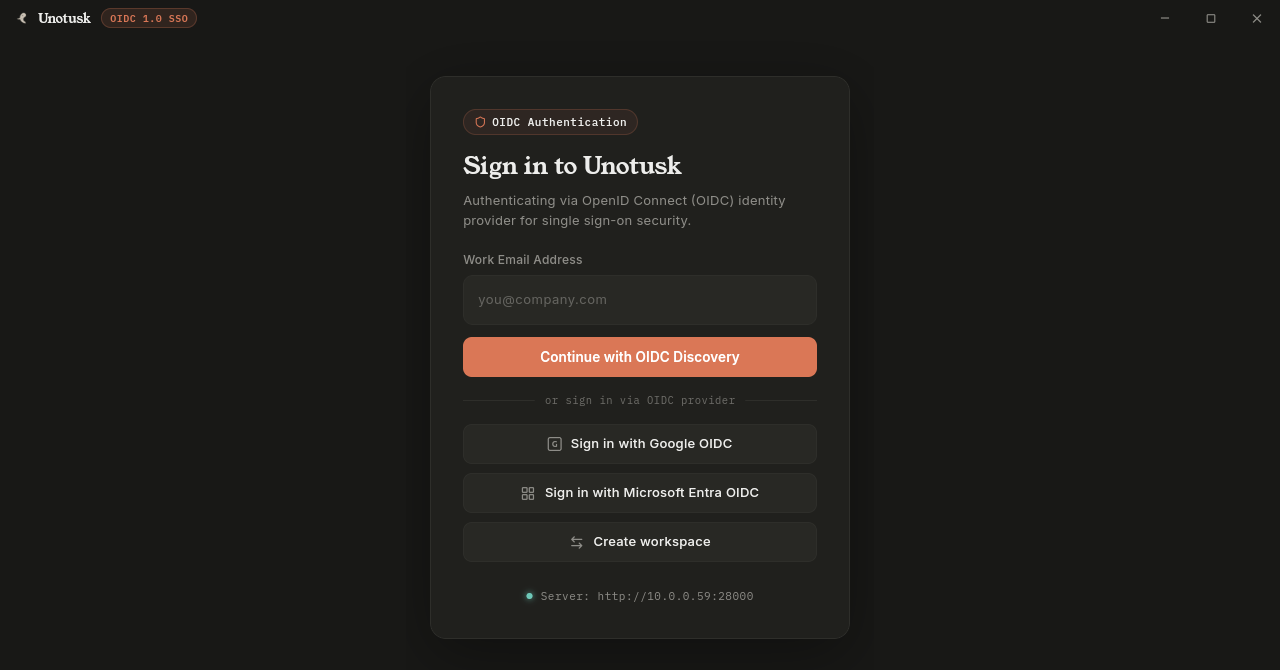 Unotusk
OIDC 1.0 SSO
OIDC Authentication
Sign in to Unotusk
Authenticating via OpenID Connect (OIDC) identity
provider for single sign-on security.
Work Email Address
you@company.com
Continue with OIDC Discovery
or sign in via OIDC provider
G Sign in with Google OIDC
Sign in with Microsoft Entra OIDC
Create workspace
Server: http://10.0.0.59:28000